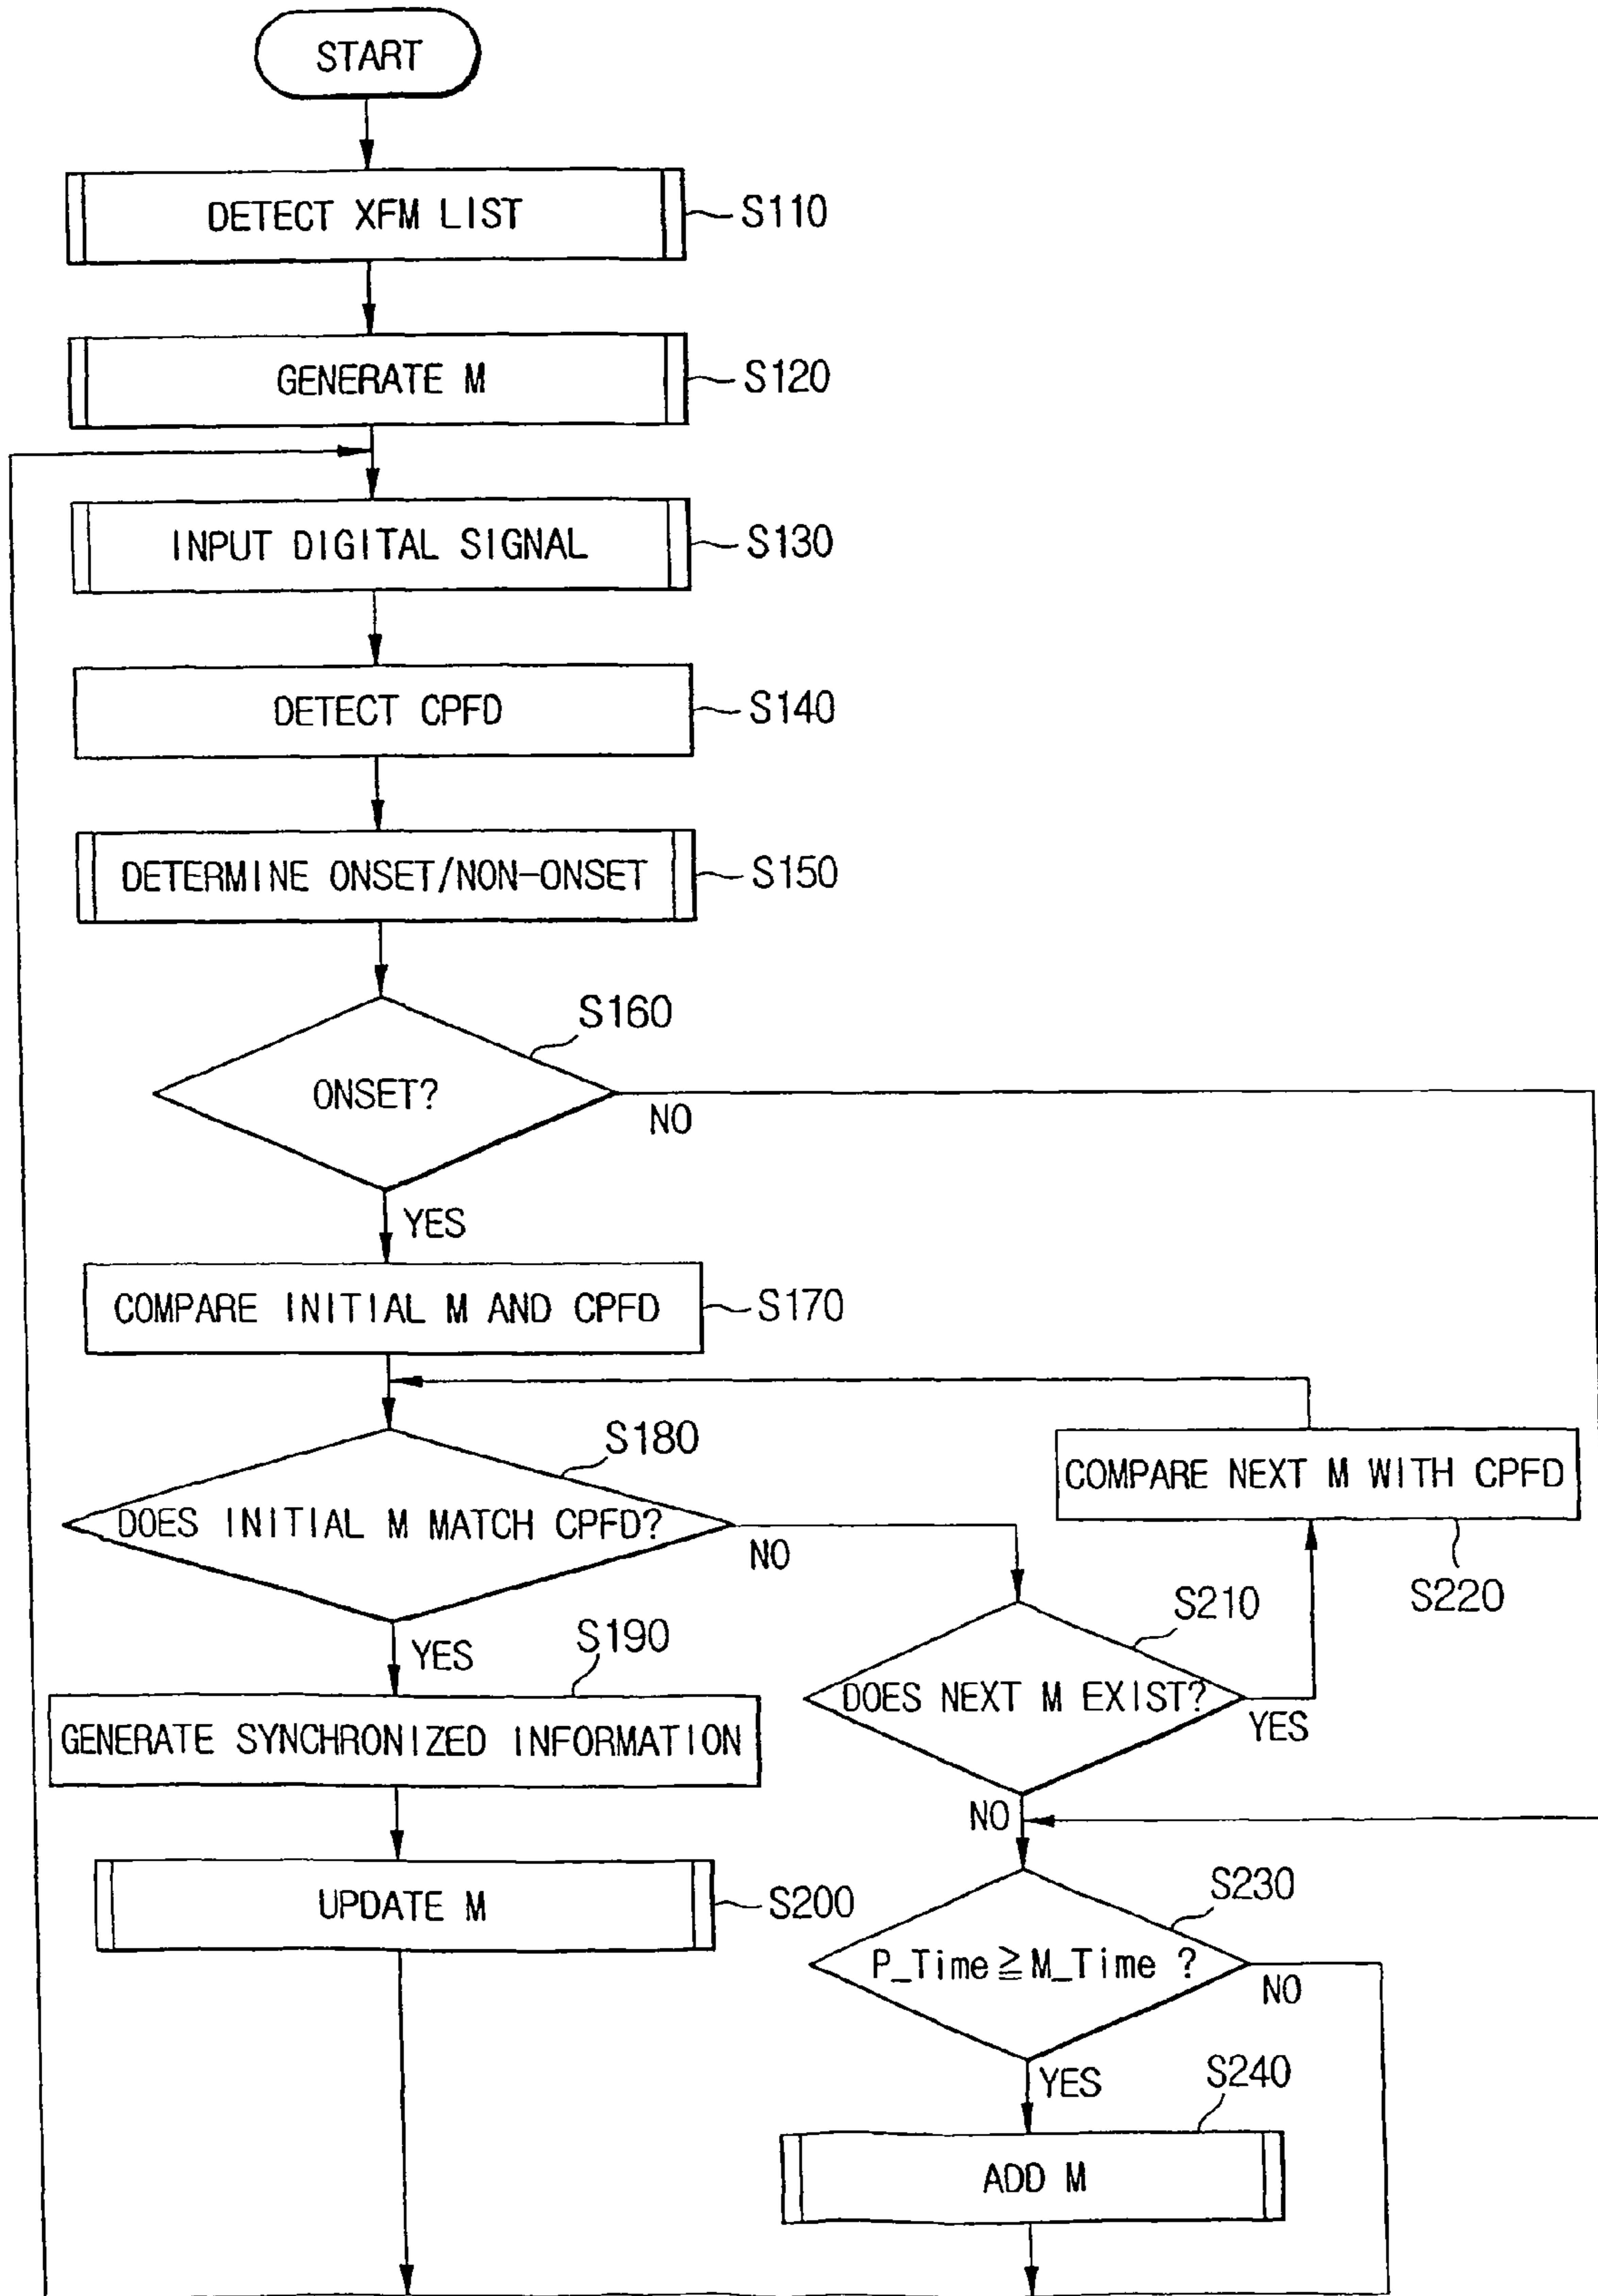 START
DETECT XFM LIST
S110
GENERATE M
S120
INPUT DIGITAL SIGNAL
S130
DETECT CPFD
S140
DETERMINE ONSET/NON-ONSET
S150
S160
ONSET?
NO
YES
COMPARE INITIAL M AND CPFD
S170
S180
DOES INITIAL M MATCH CPFD?
NO
COMPARE NEXT M WITH CPFD
S220
YES
S190
S210
DOES NEXT M EXIST?
YES
GENERATE SYNCHRONIZED INFORMATION
NO
UPDATE M
S200
S230
P_Time≧M_Time ?
NO
YES
S240
ADD M